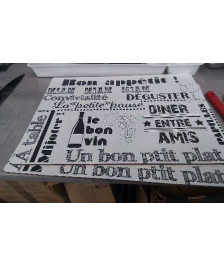 Bon appétit !
MIAM MIAM MIAM
Convivialité
DÉGUSTER !
La "petite" pause
DINER
ENTRE
AMIS
le
bon
vin
A table !
Mijoter !
Un bon ptit plat
Un bon ptit plat